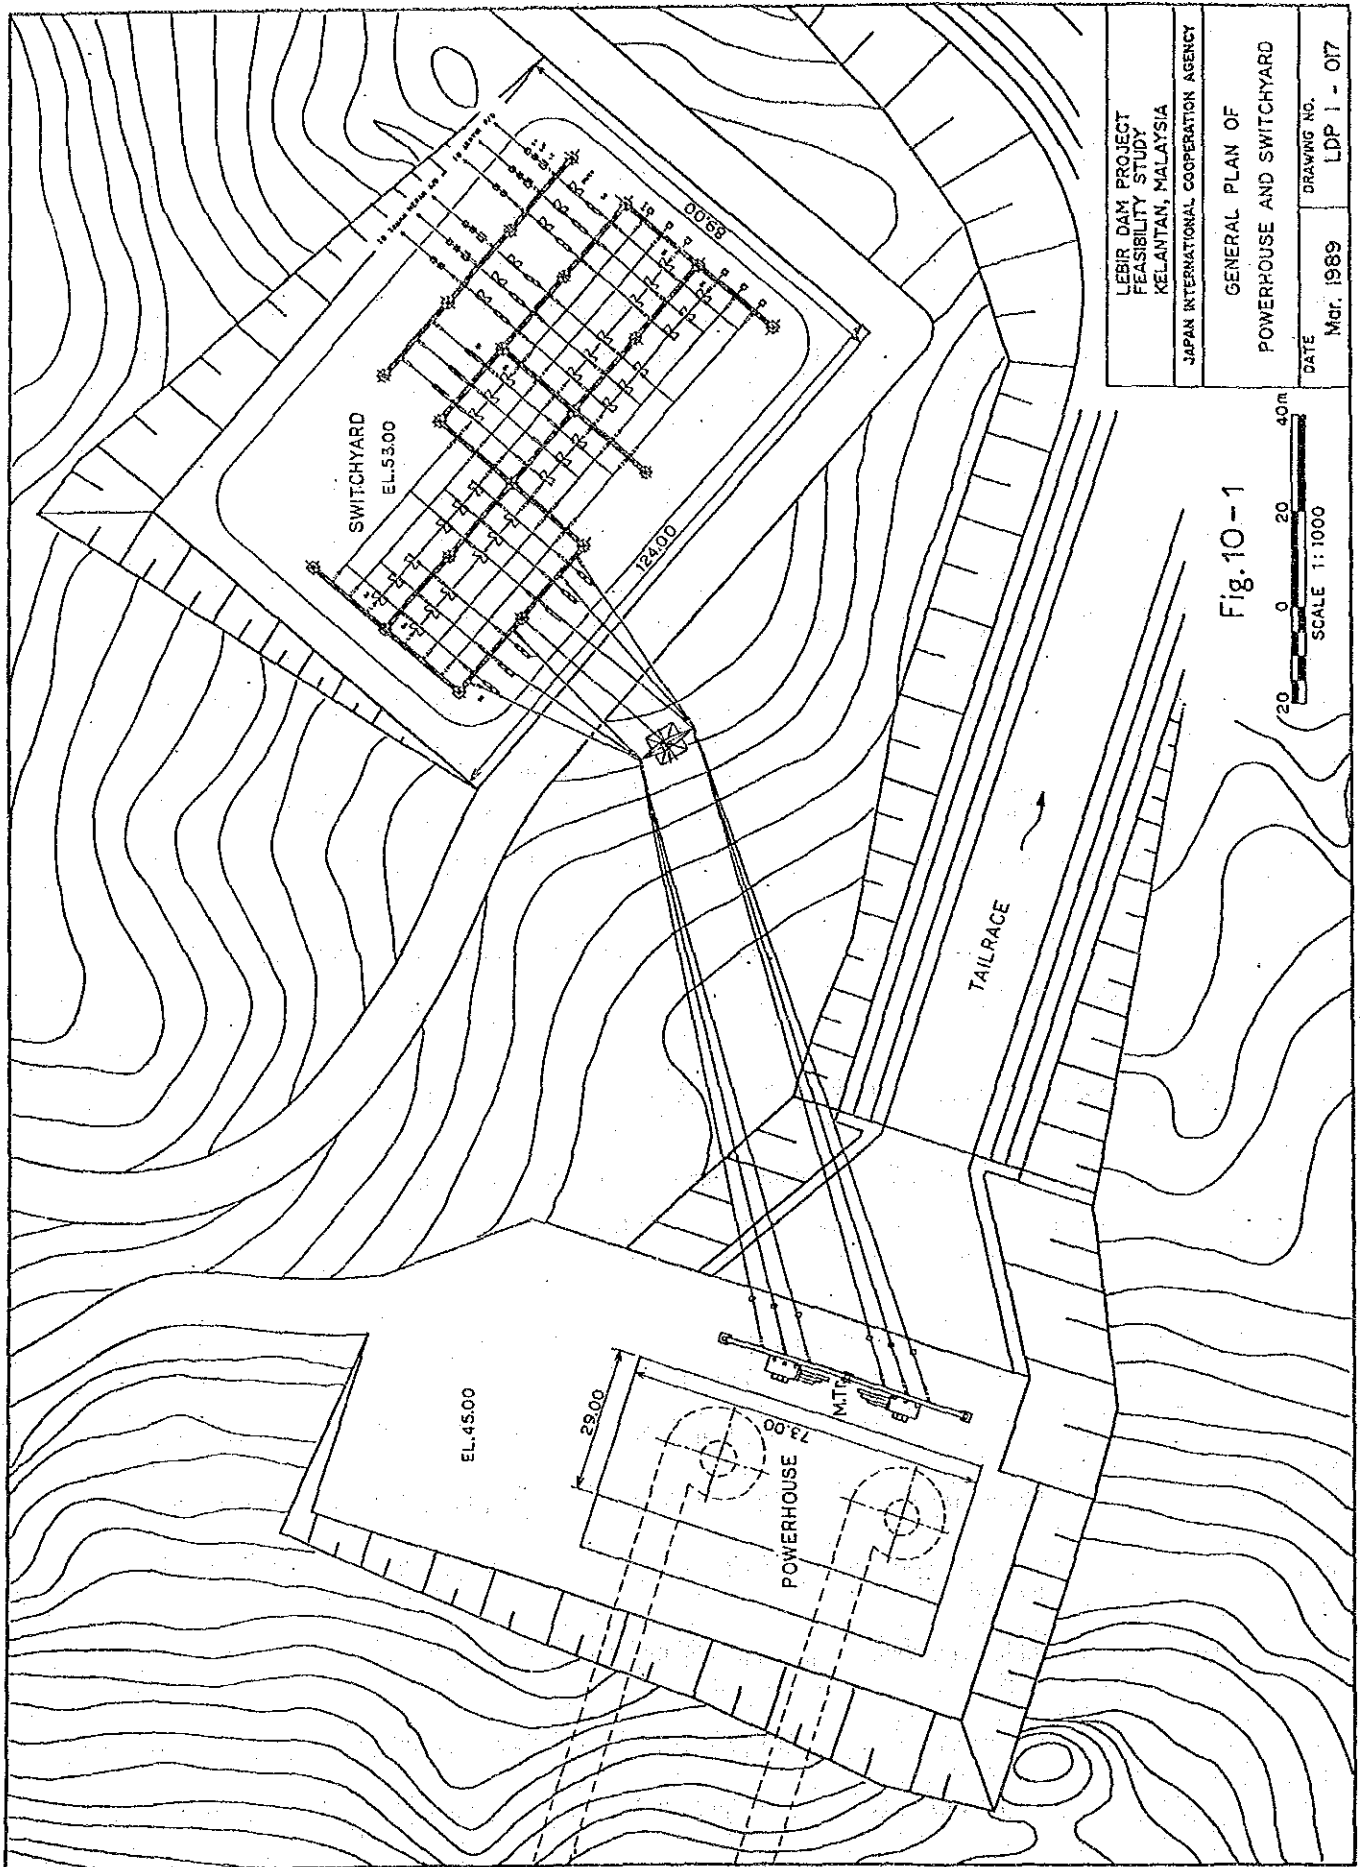 SWITCHYARD
EL.53.00
89.00
124.00
EL.45.00
29.00
73.00
POWERHOUSE
M.Tr
TAILRACE
Fig. 10-1
20 0 20 40m
SCALE 1:1000
LEBIR DAM PROJECT
FEASIBILITY STUDY
KELANTAN, MALAYSIA
JAPAN INTERNATIONAL COOPERATION AGENCY
GENERAL PLAN OF
POWERHOUSE AND SWITCHYARD
DATE
Mar. 1989
DRAWING NO.
LDP 1 - 017